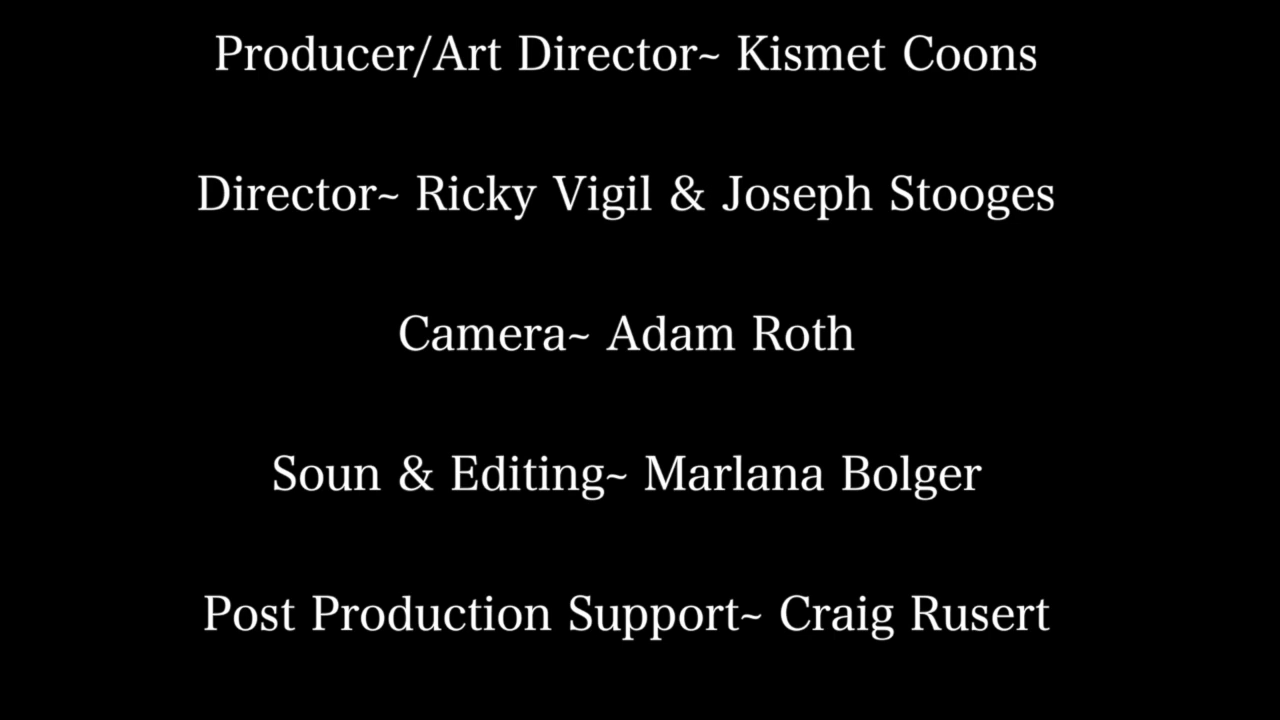 Producer/Art Director~ Kismet Coons
Director~ Ricky Vigil & Joseph Stooges
Camera~ Adam Roth
Soun & Editing~ Marlana Bolger
Post Production Support~ Craig Rusert